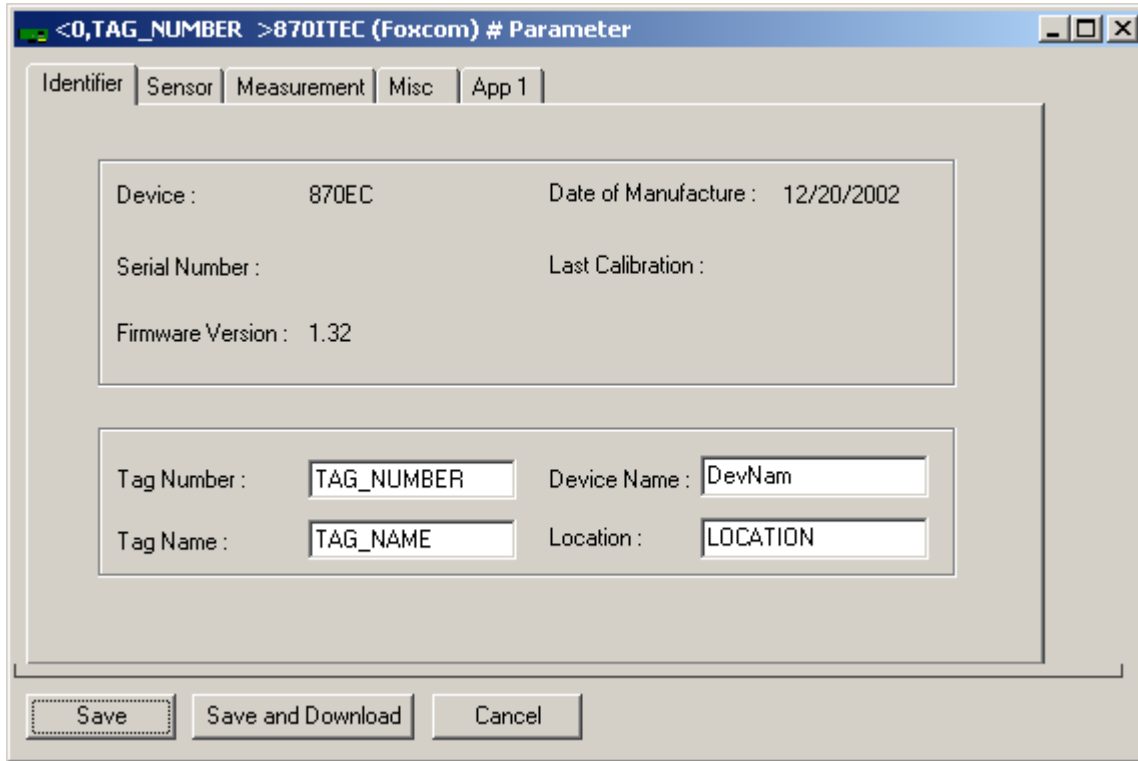 <0,TAG_NUMBER >870ITEC (Foxcom) # Parameter
Identifier Sensor Measurement Misc App 1
Device : 870EC Date of Manufacture : 12/20/2002
Serial Number : Last Calibration :
Firmware Version : 1.32
Tag Number : TAG_NUMBER Device Name : DevNam
Tag Name : TAG_NAME Location : LOCATION
Save Save and Download Cancel